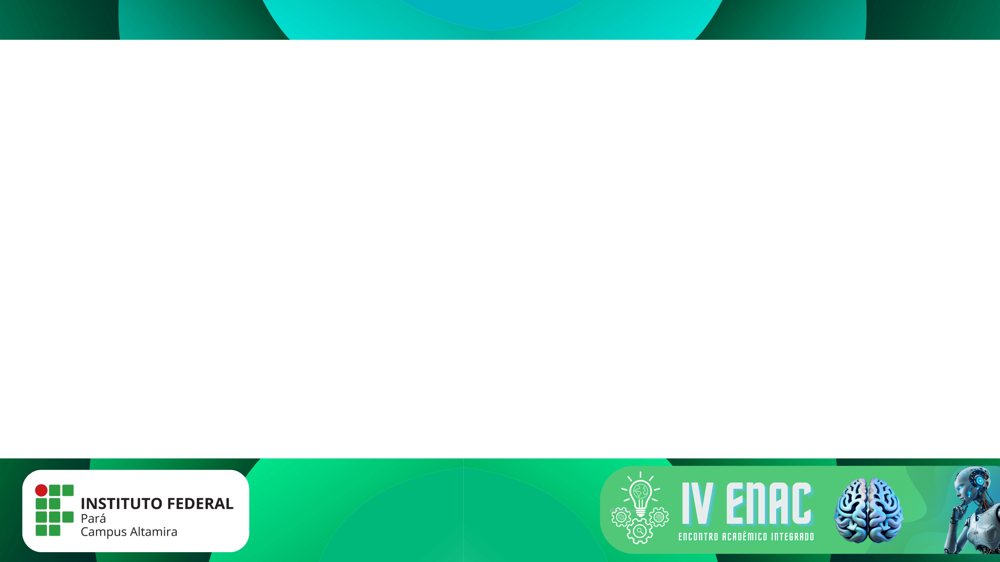 INSTITUTO FEDERAL
Pará
Campus Altamira
IV ENAC
ENCONTRO ACADÊMICO INTEGRADO